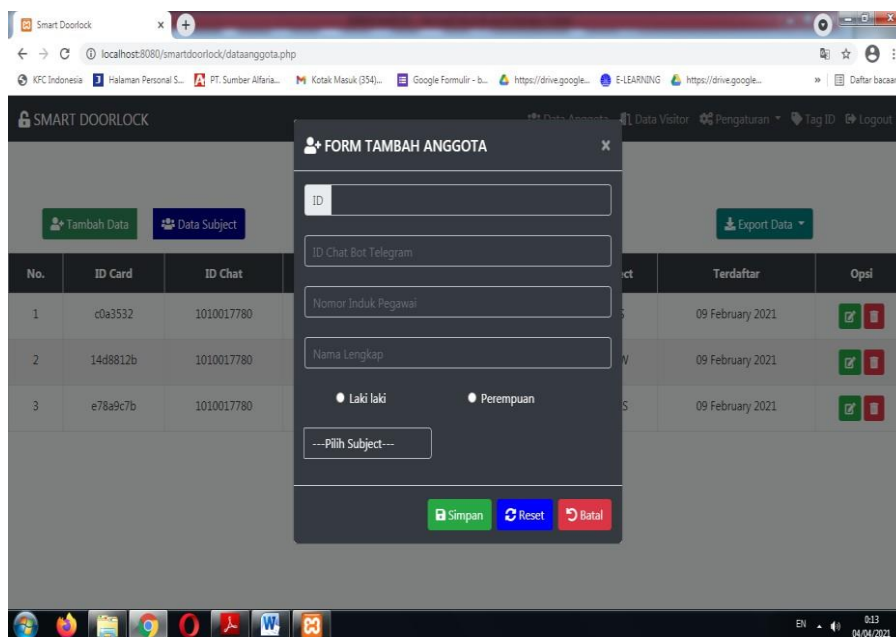 Smart Doorlock
localhost:8080/smartdoorlock/dataanggota.php
KFC Indonesia Halaman Personal S... PT. Sumber Alfaria... Kotak Masuk (354)... Google Formulir - b... https://drive.google... E-LEARNING https://drive.google... » Daftar bacaan
SMART DOORLOCK Data Anggota Data Visitor Pengaturan Tag ID Logout
FORM TAMBAH ANGGOTA
ID
ID Chat Bot Telegram
Nomor Induk Pegawai
Nama Lengkap
Laki laki Perempuan
---Pilih Subject---
Simpan Reset Batal
Tambah Data Data Subject Export Data
No. ID Card ID Chat Terdaftar Opsi
1 c0a3532 1010017780 09 February 2021
2 14d8812b 1010017780 09 February 2021
3 e78a9c7b 1010017780 09 February 2021
EN 0:13
04/04/2021